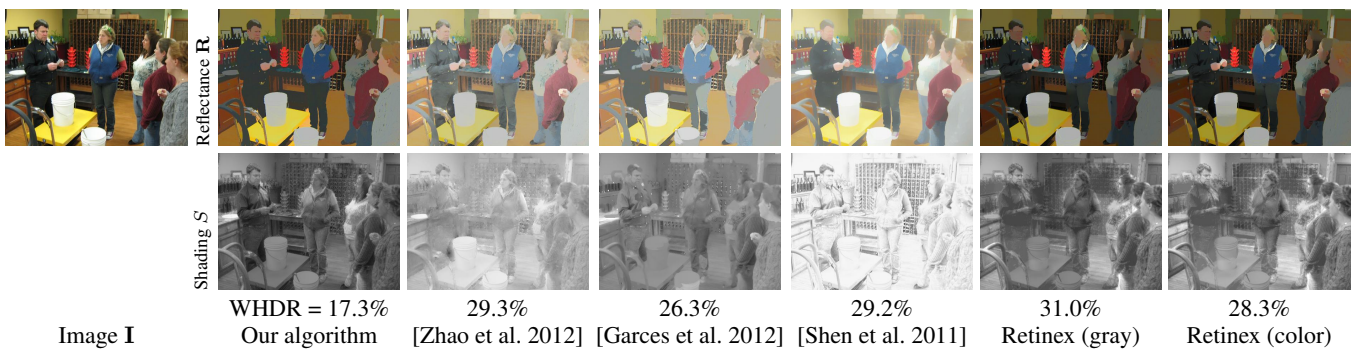 Reflectance R
Shading S
WHDR = 17.3% 29.3% 26.3% 29.2% 31.0% 28.3%
Image I Our algorithm [Zhao et al. 2012] [Garces et al. 2012] [Shen et al. 2011] Retinex (gray) Retinex (color)